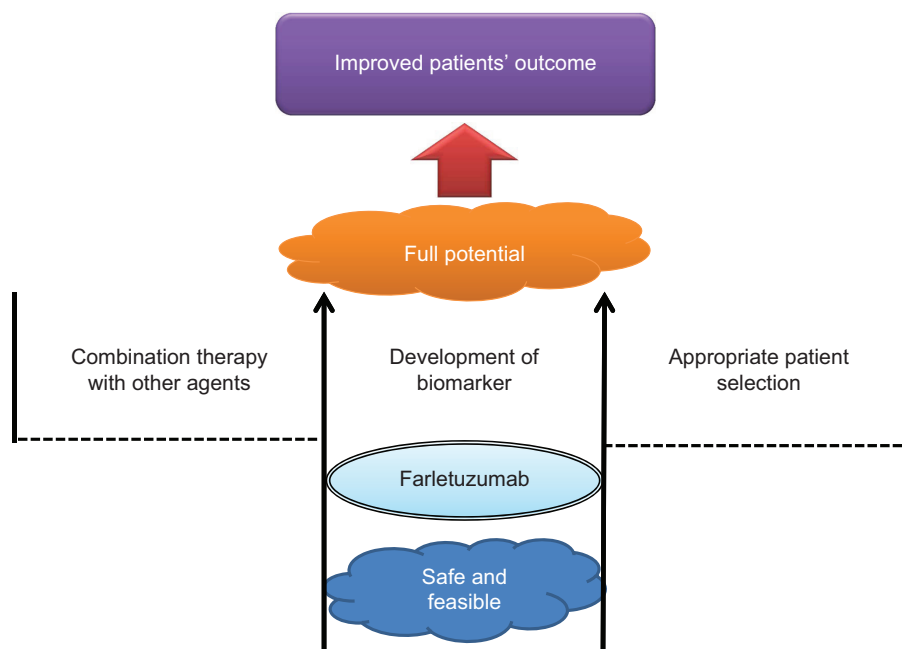 Improved patients’ outcome
Full potential
Combination therapy
with other agents
Development of
biomarker
Appropriate patient
selection
Farletuzumab
Safe and
feasible